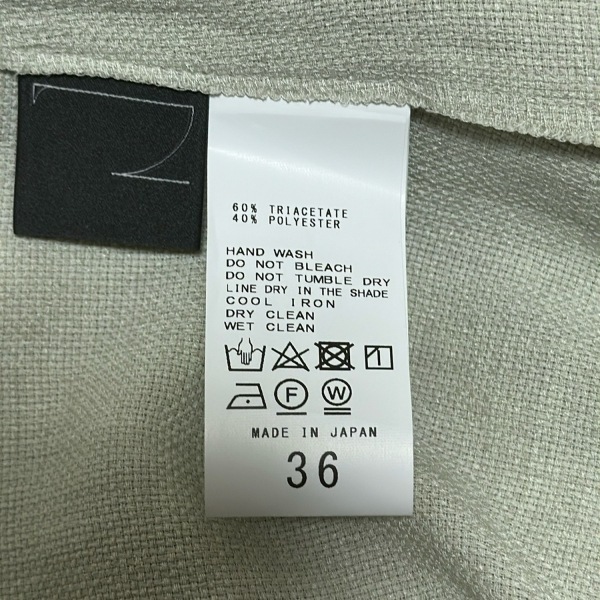 60% TRIACETATE
40% POLYESTER
HAND WASH
DO NOT BLEACH
DO NOT TUMBLE DRY
LINE DRY IN THE SHADE
COOL IRON
DRY CLEAN
WET CLEAN
F W
MADE IN JAPAN
36